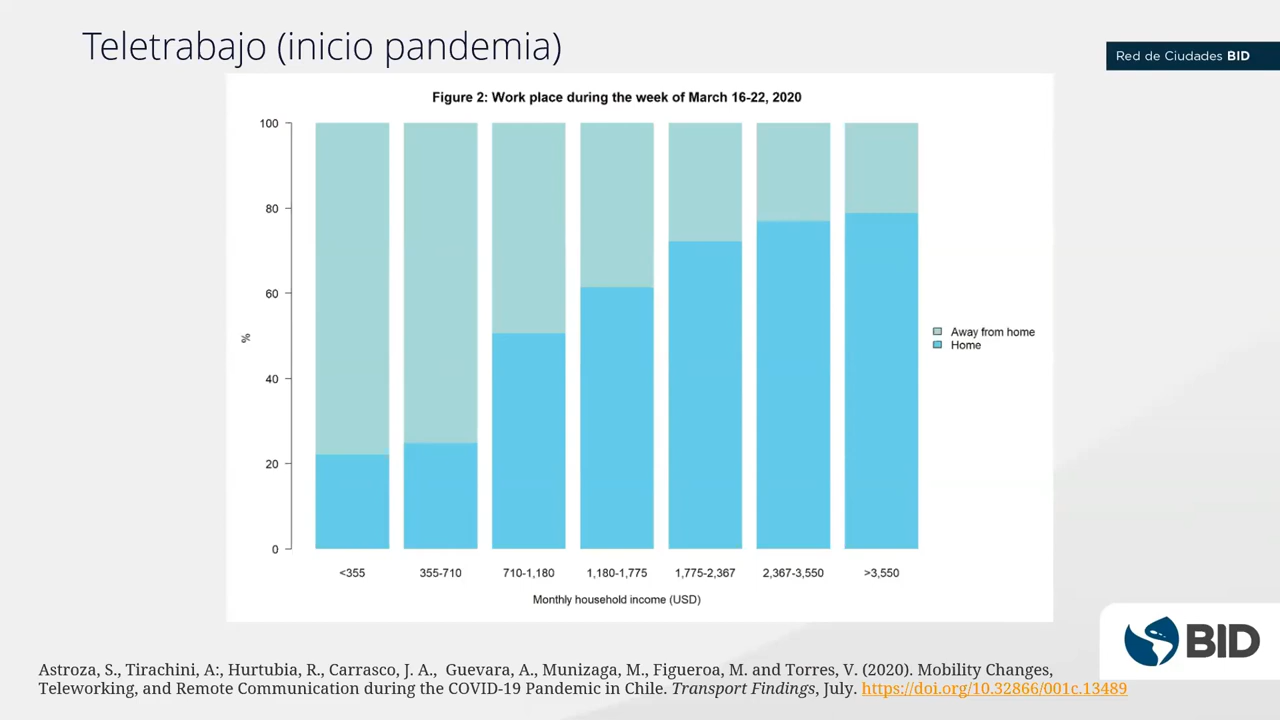 Teletrabajo (inicio pandemia)
Red de Ciudades BID
Figure 2: Work place during the week of March 16-22, 2020
100
80
60
40
20
0
%
Away from home
Home
<355 355-710 710-1,180 1,180-1,775 1,775-2,367 2,367-3,550 >3,550
Monthly household income (USD)
BID
Astroza, S., Tirachini, A:, Hurtubia, R., Carrasco, J. A., Guevara, A., Munizaga, M., Figueroa, M. and Torres, V. (2020). Mobility Changes,
Teleworking, and Remote Communication during the COVID-19 Pandemic in Chile. Transport Findings, July. https://doi.org/10.32866/001c.13489